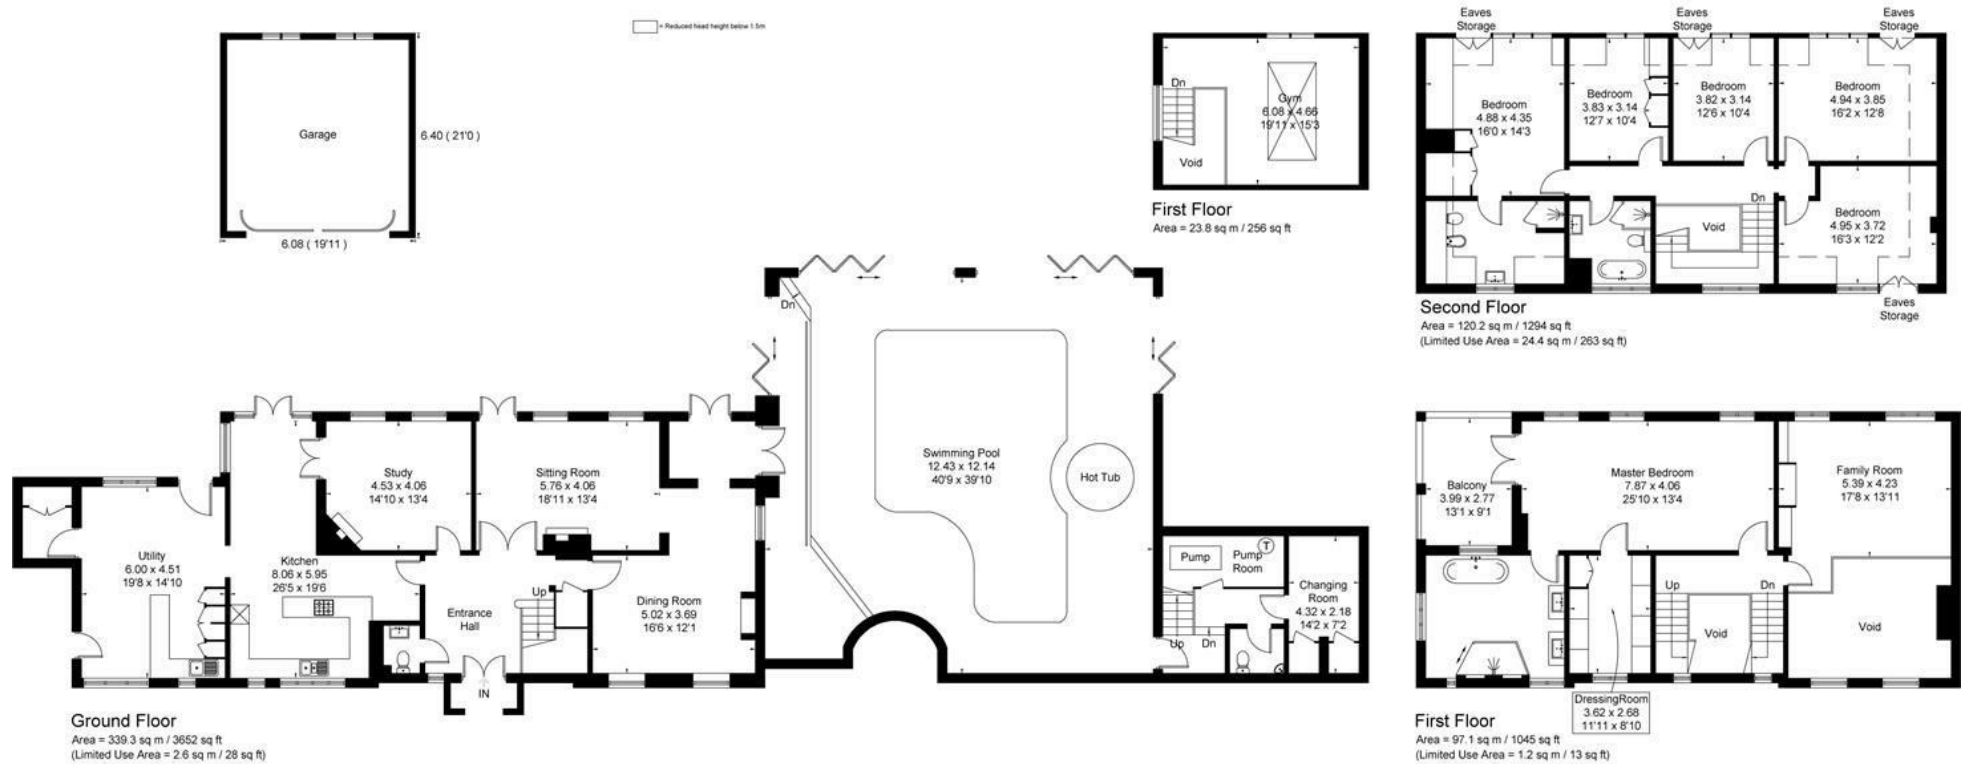 = Reduced head height below 1.5m
Garage
6.40 ( 21'0 )
6.08 ( 19'11 )
Dn
Gym
6.08 x 4.66
19'11 x 15'3
Void
First Floor
Area = 23.8 sq m / 256 sq ft
Eaves
Storage
Eaves
Storage
Eaves
Storage
Bedroom
4.88 x 4.35
16'0 x 14'3
Bedroom
3.83 x 3.14
12'7 x 10'4
Bedroom
3.82 x 3.14
12'6 x 10'4
Bedroom
4.94 x 3.85
16'2 x 12'8
Dn
Void
Bedroom
4.95 x 3.72
16'3 x 12'2
Eaves
Storage
Second Floor
Area = 120.2 sq m / 1294 sq ft
(Limited Use Area = 24.4 sq m / 263 sq ft)
Utility
6.00 x 4.51
19'8 x 14'10
Kitchen
8.06 x 5.95
26'5 x 19'6
Study
4.53 x 4.06
14'10 x 13'4
Sitting Room
5.76 x 4.06
18'11 x 13'4
Entrance
Hall
Up
IN
Dining Room
5.02 x 3.69
16'6 x 12'1
Dn
Swimming Pool
12.43 x 12.14
40'9 x 39'10
Hot Tub
Pump
Pump
Room
T
Changing
Room
4.32 x 2.18
14'2 x 7'2
Up
Dn
Ground Floor
Area = 339.3 sq m / 3652 sq ft
(Limited Use Area = 2.6 sq m / 28 sq ft)
Balcony
3.99 x 2.77
13'1 x 9'1
Master Bedroom
7.87 x 4.06
25'10 x 13'4
Family Room
5.39 x 4.23
17'8 x 13'11
Up
Dn
Void
Void
DressingRoom
3.62 x 2.68
11'11 x 8'10
First Floor
Area = 97.1 sq m / 1045 sq ft
(Limited Use Area = 1.2 sq m / 13 sq ft)